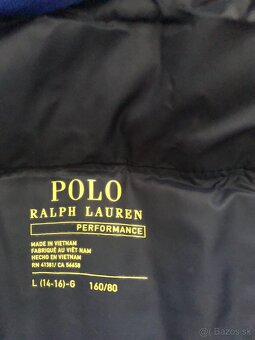 POLO
RALPH LAUREN
PERFORMANCE
MADE IN VIETNAM
FABRIQUÉ AU VIÊT NAM
HECHO EN VIETNAM
RN 41381/ CA 56658
L (14-16)-G 160/80
Bazos.sk